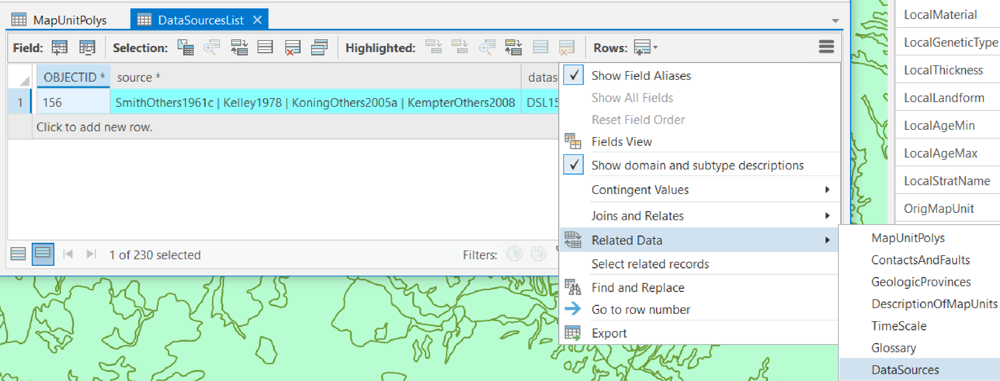 MapUnitPolys
DataSourcesList
Field:
Selection:
Highlighted:
Rows:
OBJECTID *
source *
1
156
SmithOthers1961c | Kelley1978 | KoningOthers2005a | KempterOthers2008
Click to add new row.
1 of 230 selected
Filters:
Show Field Aliases
Show All Fields
Reset Field Order
Fields View
Show domain and subtype descriptions
Contingent Values
Joins and Relates
Related Data
Select related records
Find and Replace
Go to row number
Export
LocalMaterial
LocalGeneticType
LocalThickness
LocalLandform
LocalAgeMin
LocalAgeMax
LocalStratName
OrigMapUnit
MapUnitPolys
ContactsAndFaults
GeologicProvinces
DescriptionOfMapUnits
TimeScale
Glossary
DataSources